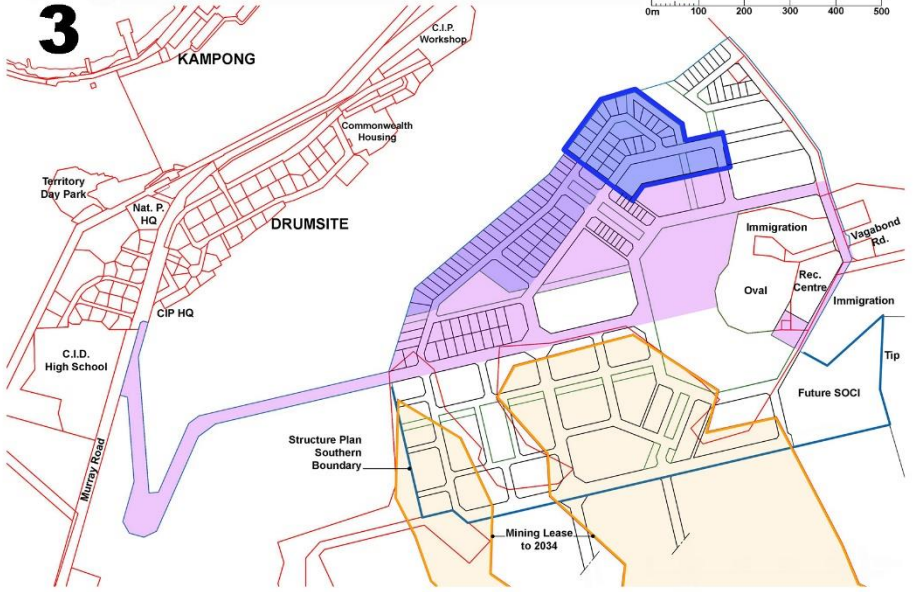 3
0m 100 200 300 400 500
KAMPONG
C.I.P.
Workshop
Commonwealth
Housing
Territory
Day Park
Nat. P.
HQ
DRUMSITE
Immigration
Vagabond
Rd.
Rec.
Centre
Oval
Immigration
CIP HQ
C.I.D.
High School
Tip
Future SOCI
Murray Road
Structure Plan
Southern
Boundary
Mining Lease
to 2034